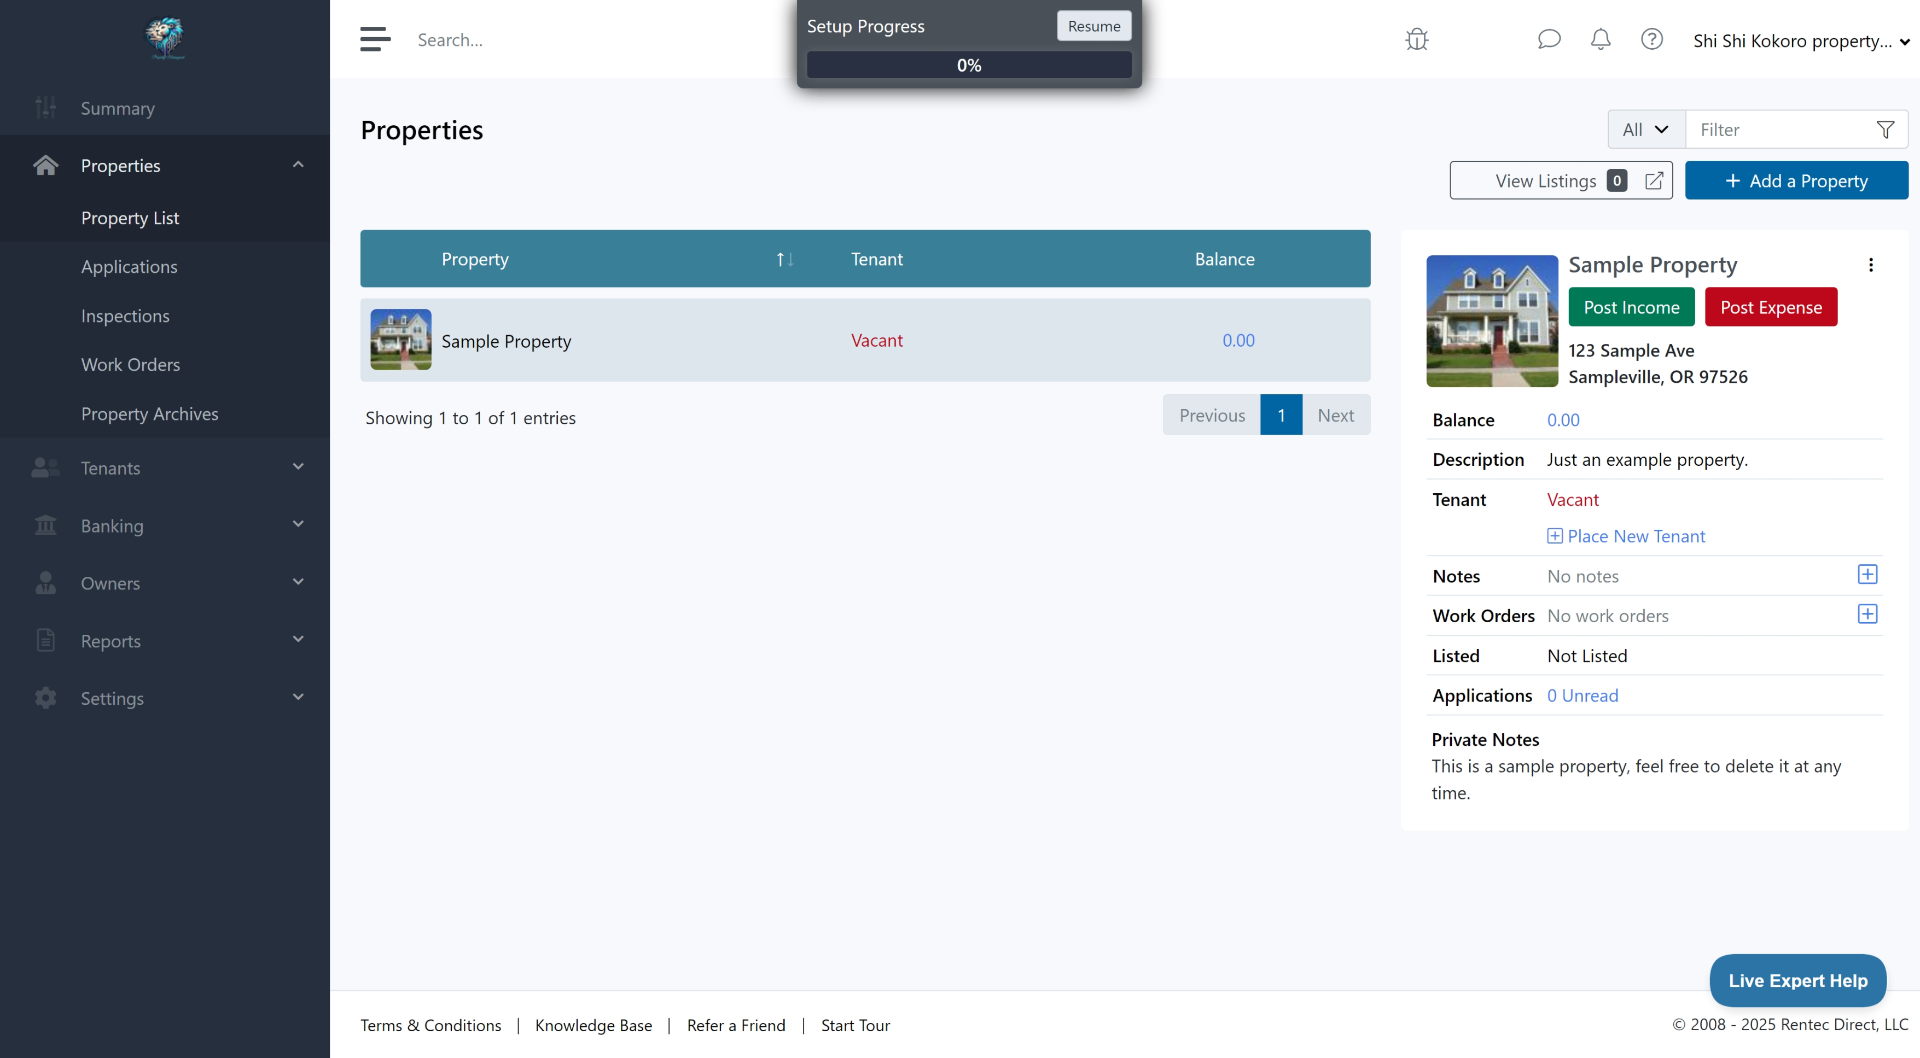 Setup Progress
Resume
0%
Search...
Shi Shi Kokoro property...
Summary
Properties
Property List
Applications
Inspections
Work Orders
Property Archives
Tenants
Banking
Owners
Reports
Settings
Properties
All
Filter
View Listings 0
+ Add a Property
Property
Tenant
Balance
Sample Property
Vacant
0.00
Showing 1 to 1 of 1 entries
Previous
1
Next
Sample Property
Post Income
Post Expense
123 Sample Ave
Sampleville, OR 97526
Balance 0.00
Description Just an example property.
Tenant Vacant
Place New Tenant
Notes No notes
Work Orders No work orders
Listed Not Listed
Applications 0 Unread
Private Notes
This is a sample property, feel free to delete it at any
time.
Live Expert Help
Terms & Conditions | Knowledge Base | Refer a Friend | Start Tour
© 2008 - 2025 Rentec Direct, LLC